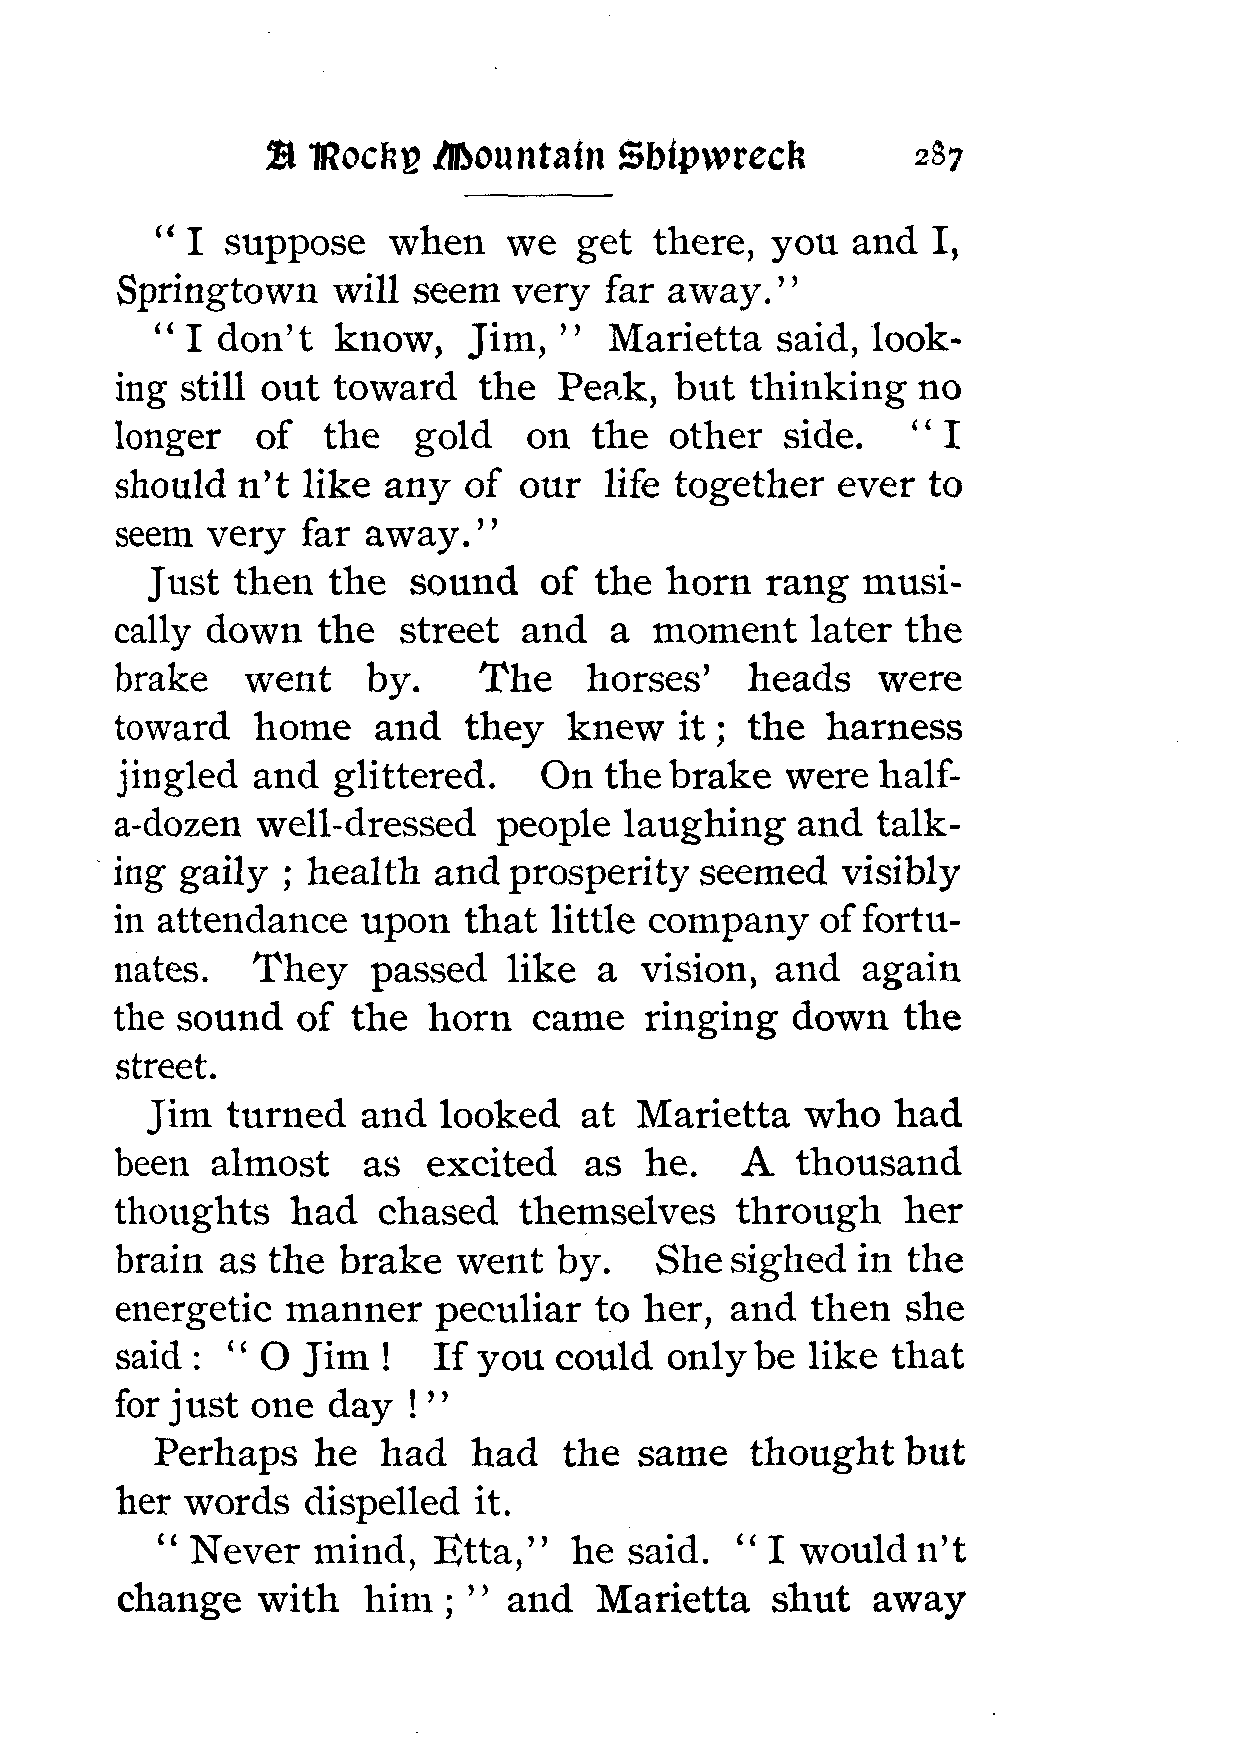 A Rocky Mountain Shipwreck 287
“ I suppose when we get there, you and I,
Springtown will seem very far away.”
“ I don’t know, Jim, ” Marietta said, look-
ing still out toward the Peak, but thinking no
longer of the gold on the other side. “ I
should n’t like any of our life together ever to
seem very far away.”
Just then the sound of the horn rang musi-
cally down the street and a moment later the
brake went by. The horses’ heads were
toward home and they knew it ; the harness
jingled and glittered. On the brake were half-
a-dozen well-dressed people laughing and talk-
ing gaily ; health and prosperity seemed visibly
in attendance upon that little company of fortu-
nates. They passed like a vision, and again
the sound of the horn came ringing down the
street.
Jim turned and looked at Marietta who had
been almost as excited as he. A thousand
thoughts had chased themselves through her
brain as the brake went by. She sighed in the
energetic manner peculiar to her, and then she
said : “ O Jim ! If you could only be like that
for just one day ! ”
Perhaps he had had the same thought but
her words dispelled it.
“ Never mind, Etta,” he said. “ I would n’t
change with him ; ” and Marietta shut away